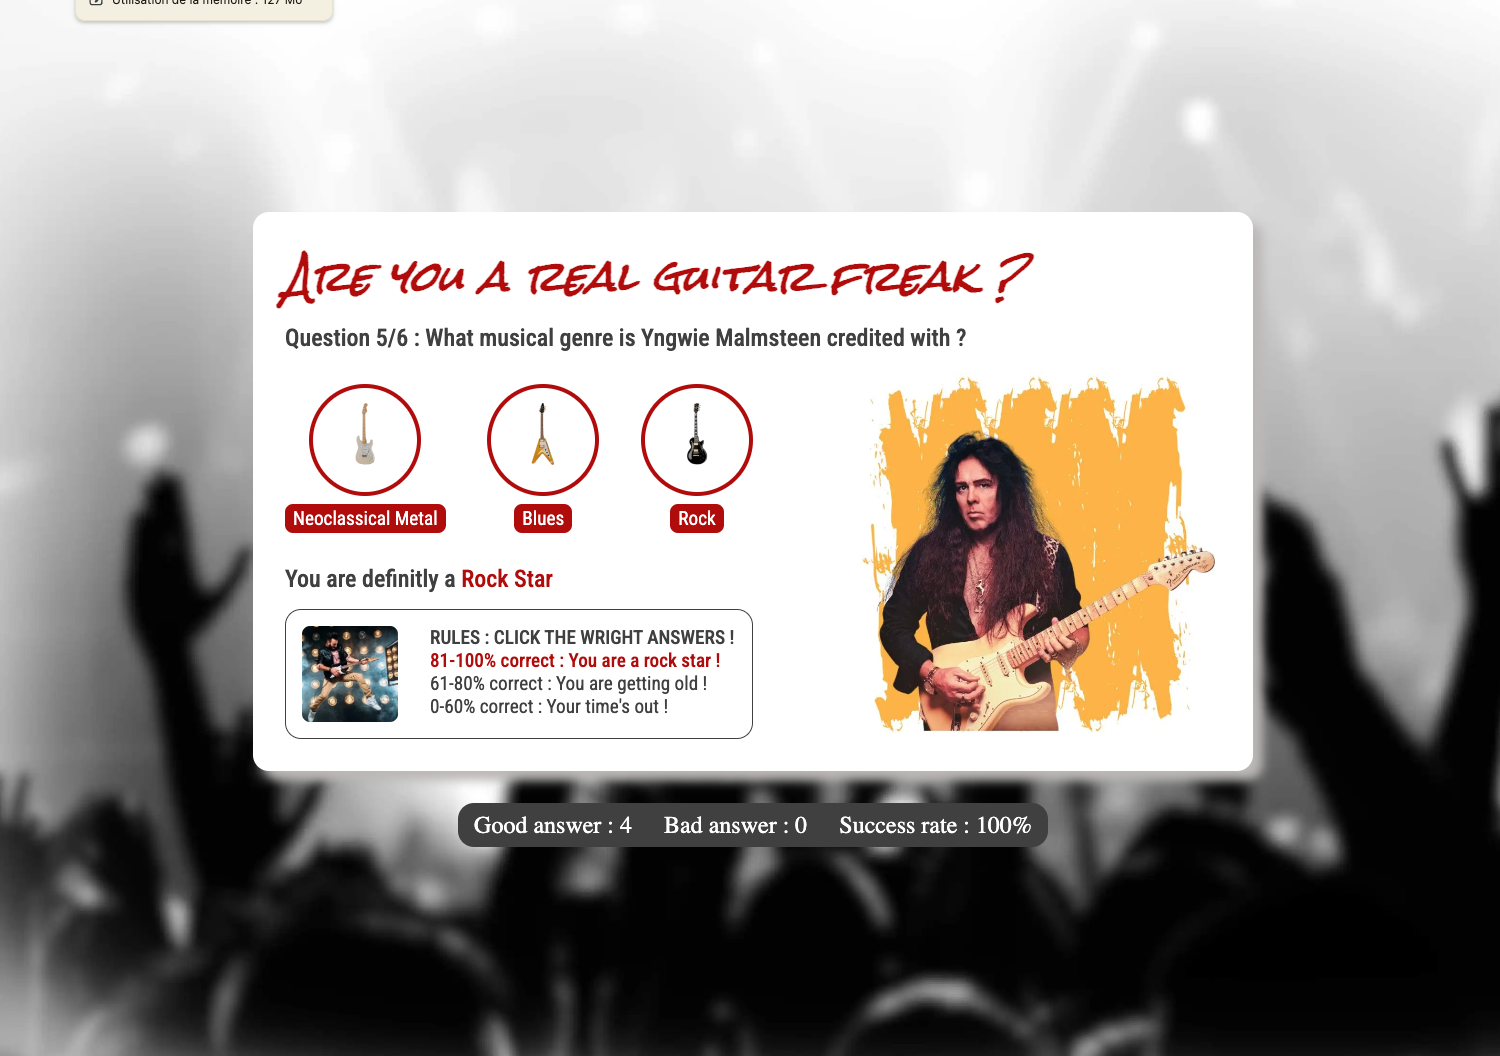 Utilisation de la mémoire : 127 Mo
Are you a real guitar freak ?
Question 5/6 : What musical genre is Yngwie Malmsteen credited with ?
Neoclassical Metal
Blues
Rock
You are definitly a Rock Star
RULES : CLICK THE WRIGHT ANSWERS !
81-100% correct : You are a rock star !
61-80% correct : You are getting old !
0-60% correct : Your time's out !
Good answer : 4 Bad answer : 0 Success rate : 100%